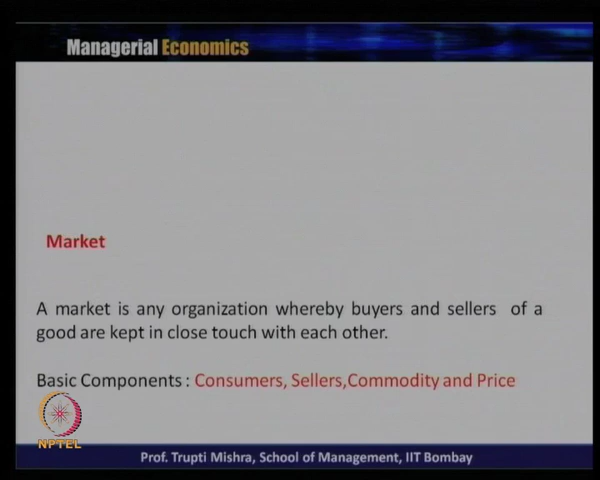 Managerial Economics
Market
A market is any organization whereby buyers and sellers of a
good are kept in close touch with each other.
Basic Components : Consumers, Sellers,Commodity and Price
NPTEL
Prof. Trupti Mishra, School of Management, IIT Bombay